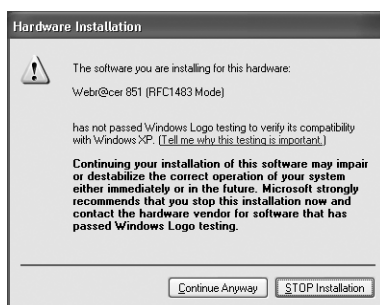 Hardware Installation
The software you are installing for this hardware:
Webr@cer 851 (RFC1483 Mode)
has not passed Windows Logo testing to verify its compatibility
with Windows XP. (Tell me why this testing is important.)
Continuing your installation of this software may impair
or destabilize the correct operation of your system
either immediately or in the future. Microsoft strongly
recommends that you stop this installation now and
contact the hardware vendor for software that has
passed Windows Logo testing.
Continue Anyway STOP Installation